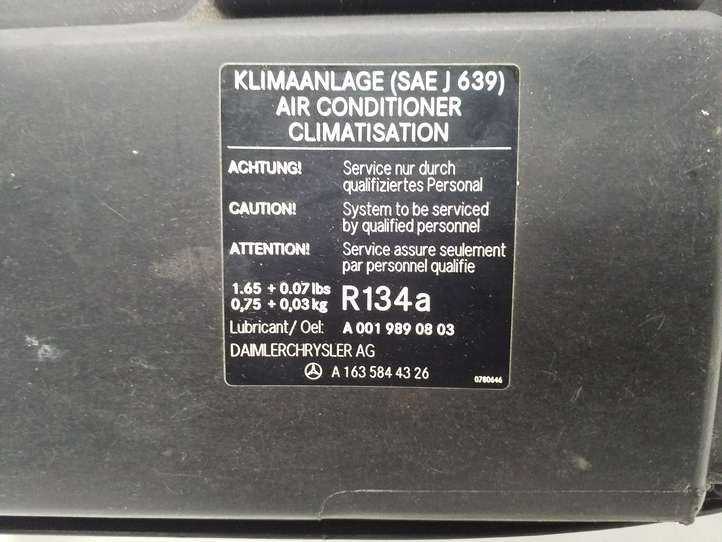 KLIMAANLAGE (SAE J 639)
AIR CONDITIONER
CLIMATISATION
ACHTUNG! Service nur durch
qualifiziertes Personal
CAUTION! System to be serviced
by qualified personnel
ATTENTION! Service assure seulement
par personnel qualifie
1.65 + 0.07 lbs
0,75 + 0,03 kg R134a
Lubricant/ Oel: A 001 989 08 03
DAIMLERCHRYSLER AG
A 163 584 43 26 0780646